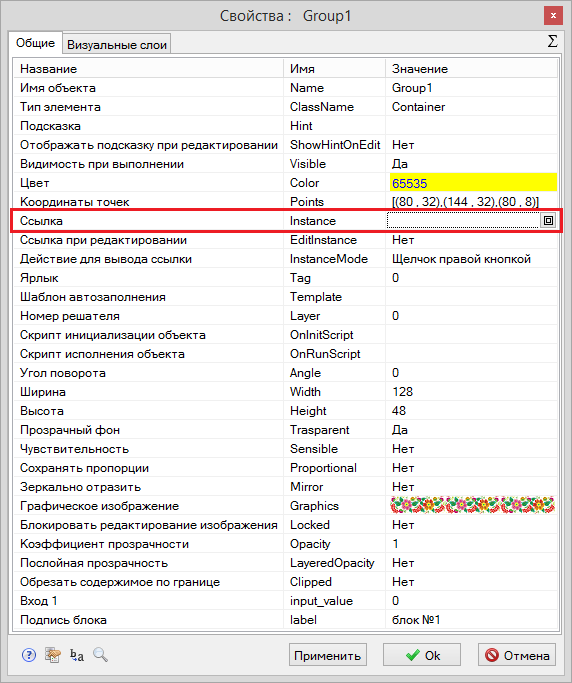 Свойства : Group1
Общие Визуальные слои Σ
Название Имя Значение
Имя объекта Name Group1
Тип элемента ClassName Container
Подсказка Hint
Отображать подсказку при редактировании ShowHintOnEdit Нет
Видимость при выполнении Visible Да
Цвет Color 65535
Координаты точек Points [(80 , 32),(144 , 32),(80 , 8)]
Ссылка Instance
Ссылка при редактировании EditInstance Нет
Действие для вывода ссылки InstanceMode Щелчок правой кнопкой
Ярлык Tag 0
Шаблон автозаполнения Template
Номер решателя Layer 0
Скрипт инициализации объекта OnInitScript
Скрипт исполнения объекта OnRunScript
Угол поворота Angle 0
Ширина Width 128
Высота Height 48
Прозрачный фон Trasparent Да
Чувствительность Sensible Нет
Сохранять пропорции Proportional Нет
Зеркально отразить Mirror Нет
Графическое изображение Graphics
Блокировать редактирование изображения Locked Нет
Коэффициент прозрачности Opacity 1
Послойная прозрачность LayeredOpacity Нет
Обрезать содержимое по границе Clipped Нет
Вход 1 input_value 0
Подпись блока label блок №1
? ba Применить Ok Отмена